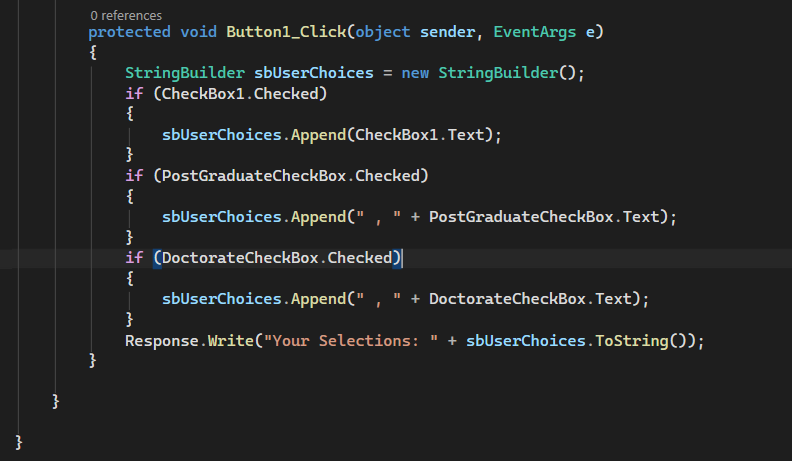 0 references
protected void Button1_Click(object sender, EventArgs e)
{
StringBuilder sbUserChoices = new StringBuilder();
if (CheckBox1.Checked)
{
sbUserChoices.Append(CheckBox1.Text);
}
if (PostGraduateCheckBox.Checked)
{
sbUserChoices.Append(" , " + PostGraduateCheckBox.Text);
}
if (DoctorateCheckBox.Checked)
{
sbUserChoices.Append(" , " + DoctorateCheckBox.Text);
}
Response.Write("Your Selections: " + sbUserChoices.ToString());
}
}
}